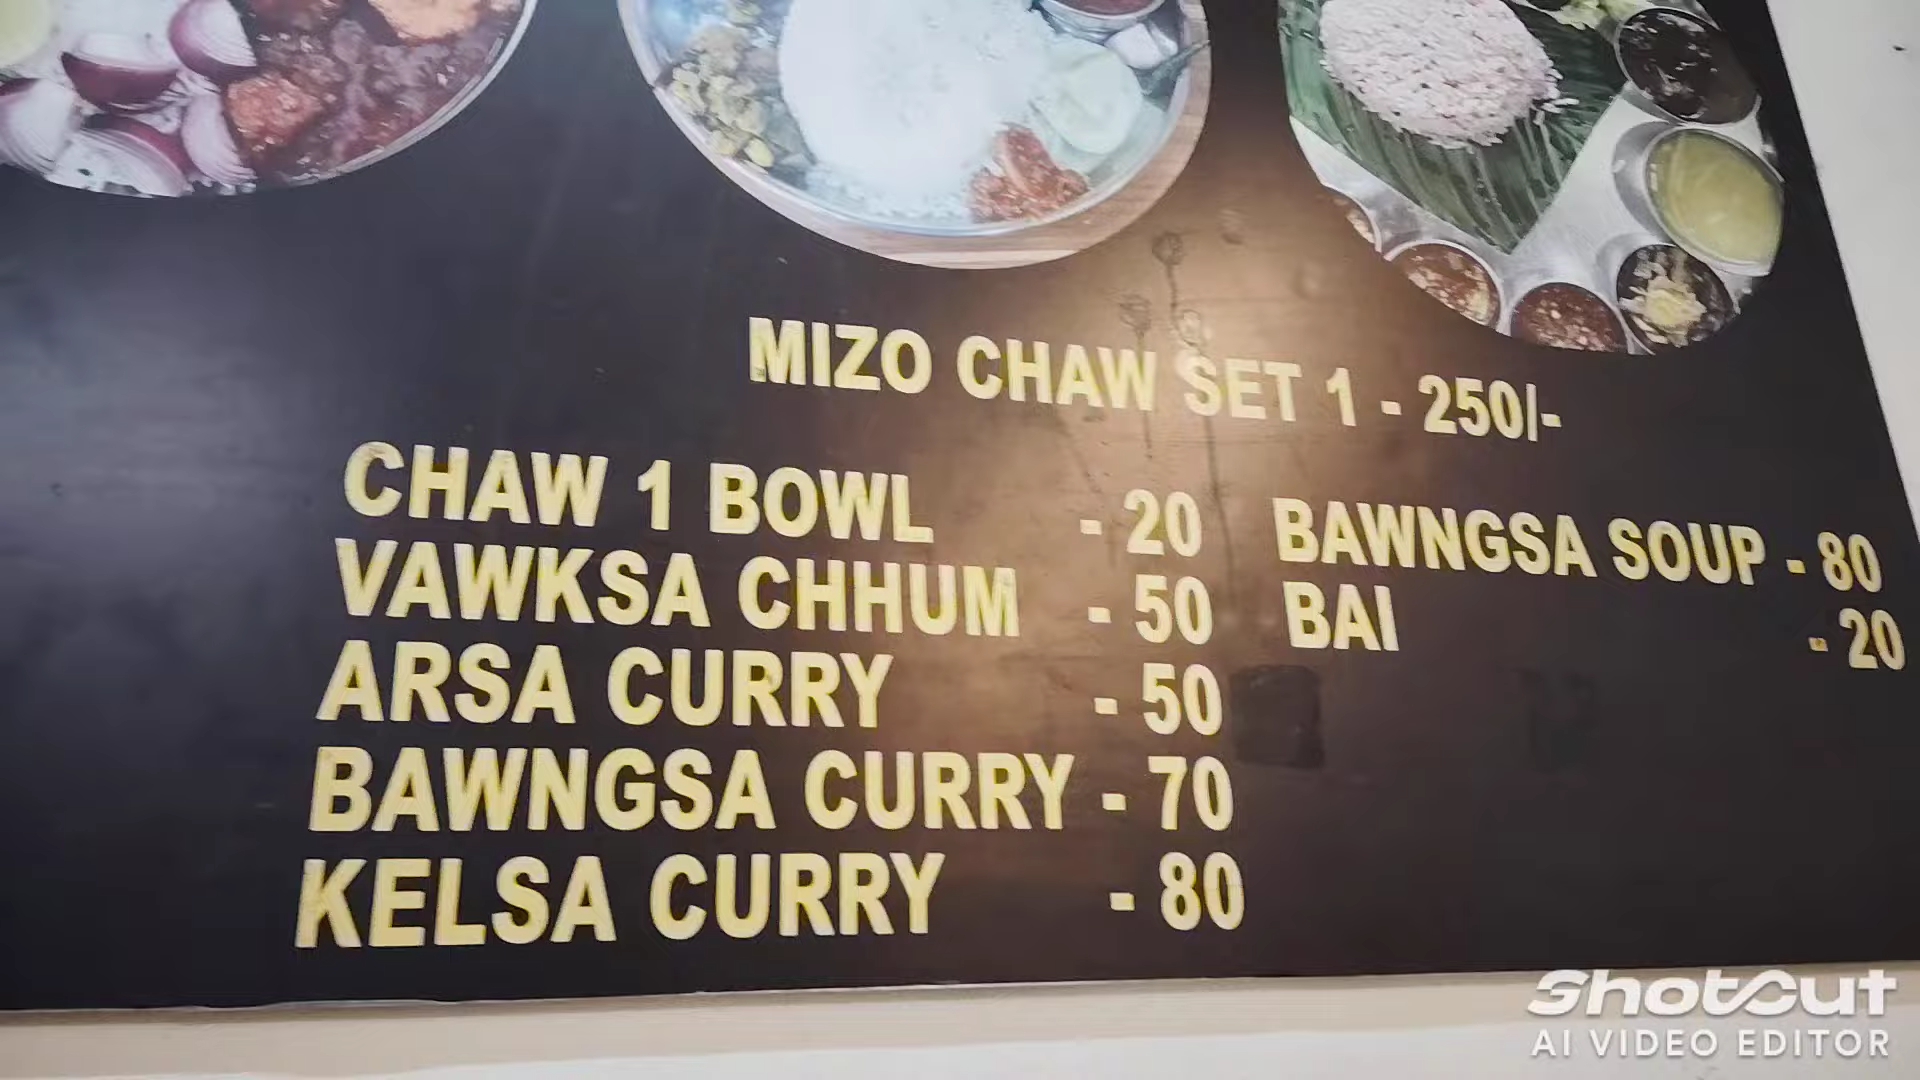 MIZO CHAW SET 1 - 250/-
CHAW 1 BOWL - 20
VAWKSA CHHUM - 50
ARSA CURRY - 50
BAWNGSA CURRY - 70
KELSA CURRY - 80
BAWNGSA SOUP - 80
BAI - 20
ShotCut
AI VIDEO EDITOR